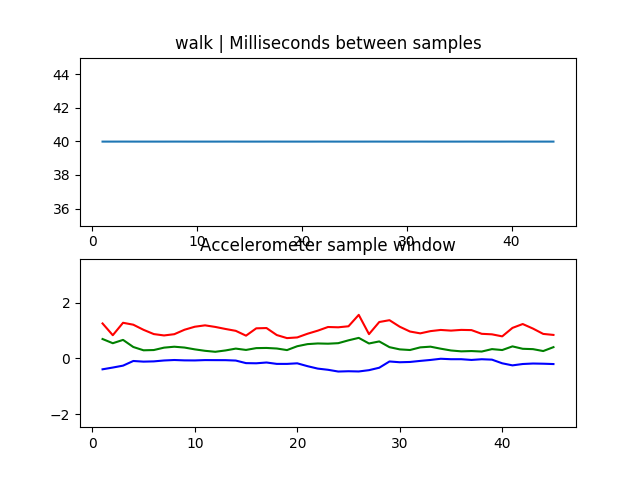 walk | Milliseconds between samples
44
42
40
38
36
0 10 20 30 40
Accelerometer sample window
2
0
−2
0 10 20 30 40